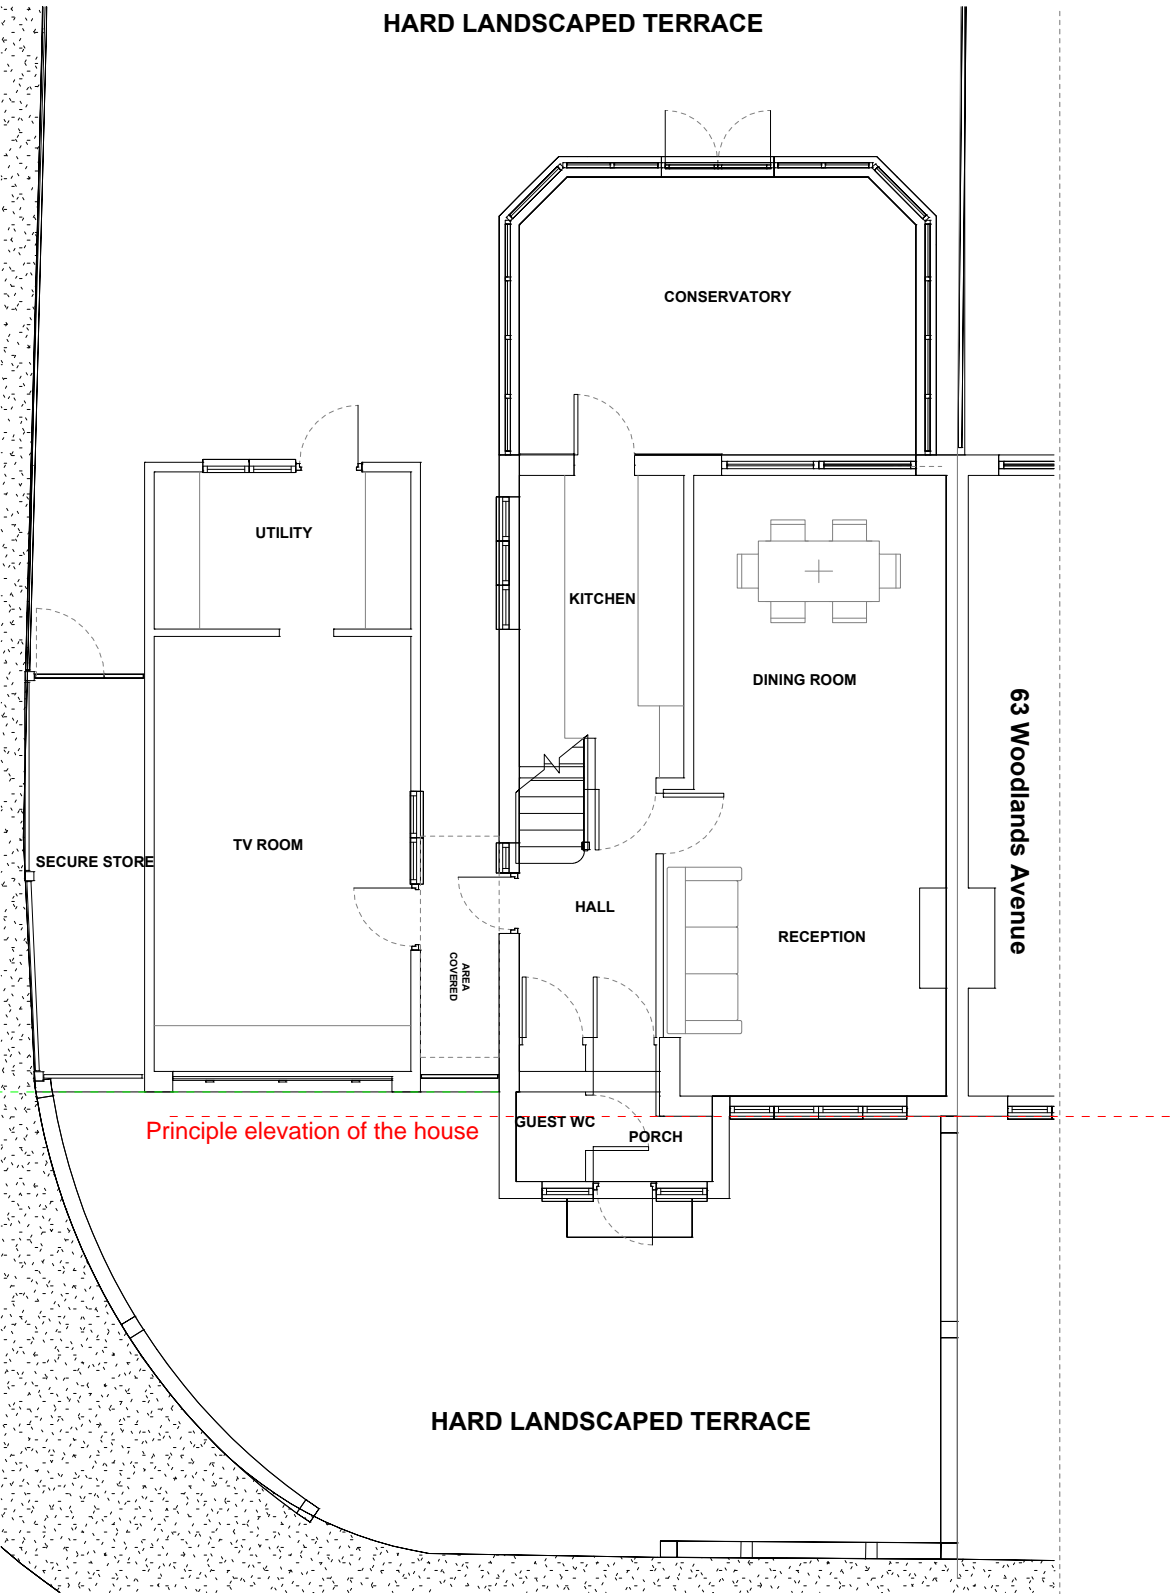 HARD LANDSCAPED TERRACE
CONSERVATORY
UTILITY
KITCHEN
DINING ROOM
63 Woodlands Avenue
TV ROOM
SECURE STORE
HALL
RECEPTION
AREA
COVERED
GUEST WC
PORCH
Principle elevation of the house
HARD LANDSCAPED TERRACE